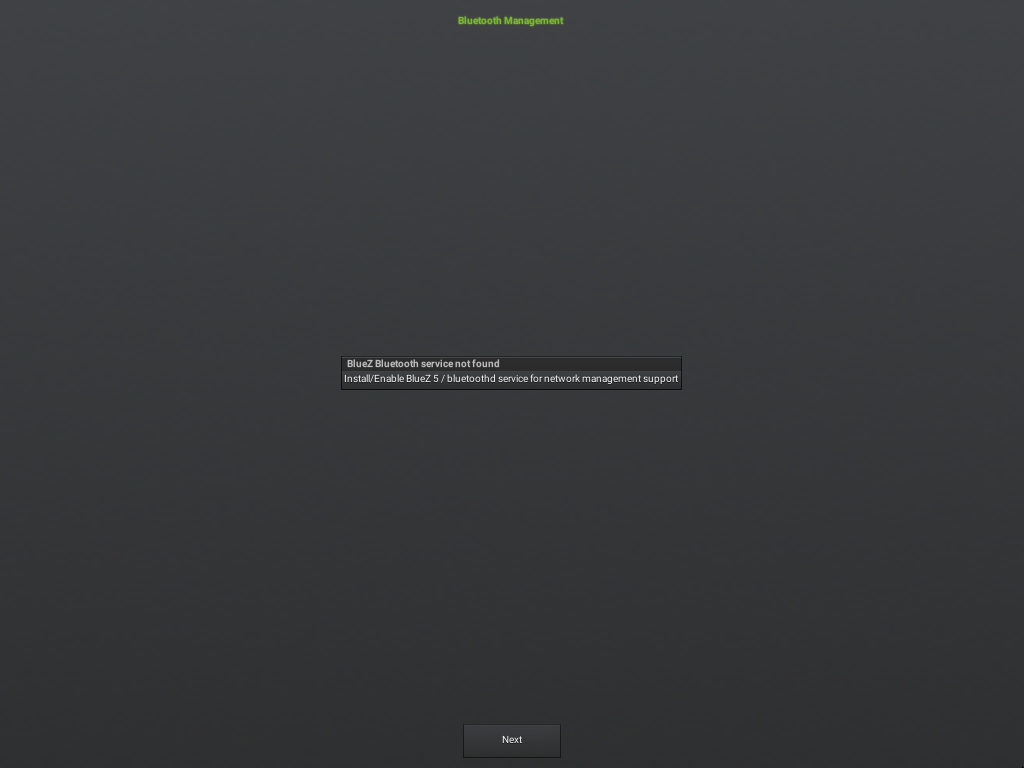 Bluetooth Management
BlueZ Bluetooth service not found
Install/Enable BlueZ 5 / bluetoothd service for network management support
Next